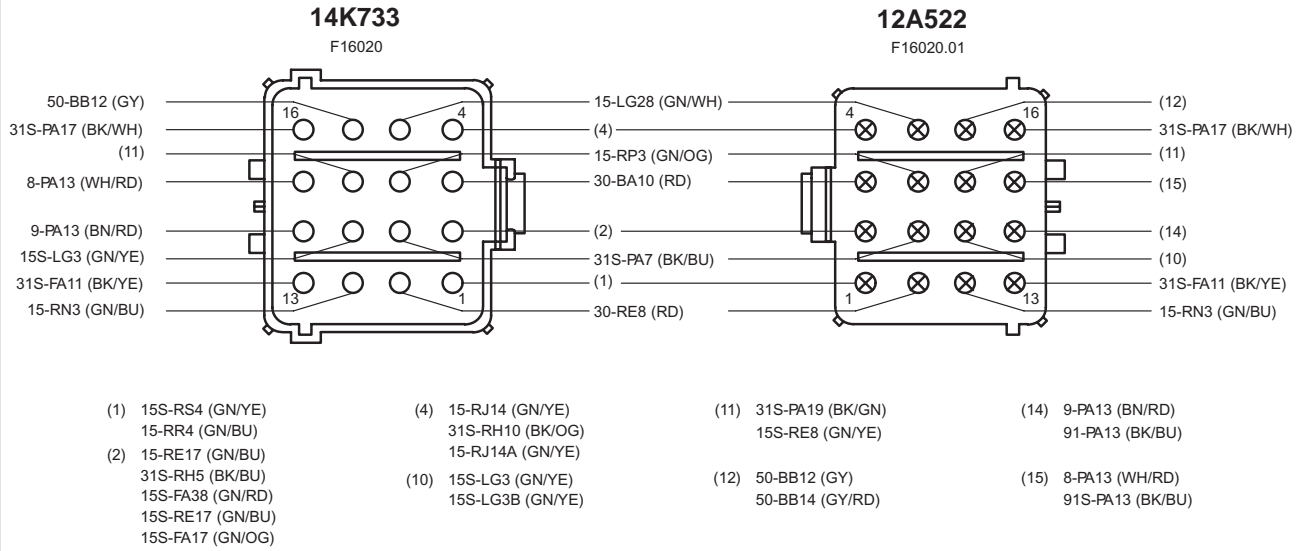 14K733
F16020
12A522
F16020.01
50-BB12 (GY)
31S-PA17 (BK/WH)
(11)
8-PA13 (WH/RD)
9-PA13 (BN/RD)
15S-LG3 (GN/YE)
31S-FA11 (BK/YE)
15-RN3 (GN/BU)
16
4
13
1
15-LG28 (GN/WH)
(4)
15-RP3 (GN/OG)
30-BA10 (RD)
(2)
31S-PA7 (BK/BU)
(1)
30-RE8 (RD)
4
16
1
13
(12)
31S-PA17 (BK/WH)
(11)
(15)
(14)
(10)
31S-FA11 (BK/YE)
15-RN3 (GN/BU)
(1) 15S-RS4 (GN/YE)
15-RR4 (GN/BU)
(2) 15-RE17 (GN/BU)
31S-RH5 (BK/BU)
15S-FA38 (GN/RD)
15S-RE17 (GN/BU)
15S-FA17 (GN/OG)
(4) 15-RJ14 (GN/YE)
31S-RH10 (BK/OG)
15-RJ14A (GN/YE)
(10) 15S-LG3 (GN/YE)
15S-LG3B (GN/YE)
(11) 31S-PA19 (BK/GN)
15S-RE8 (GN/YE)
(12) 50-BB12 (GY)
50-BB14 (GY/RD)
(14) 9-PA13 (BN/RD)
91-PA13 (BK/BU)
(15) 8-PA13 (WH/RD)
91S-PA13 (BK/BU)